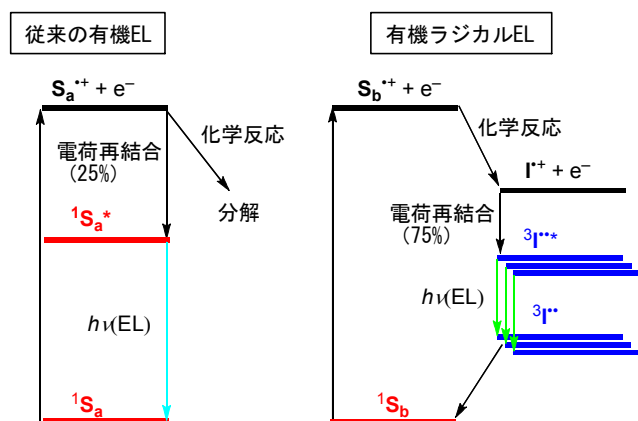 従来の有機EL
Sa•+ + e–
化学反応
電荷再結合
(25%)
分解
1Sa*
hν(EL)
1Sa
有機ラジカルEL
Sb•+ + e–
化学反応
I•+ + e–
電荷再結合
(75%)
3I••*
hν(EL)
3I••
1Sb